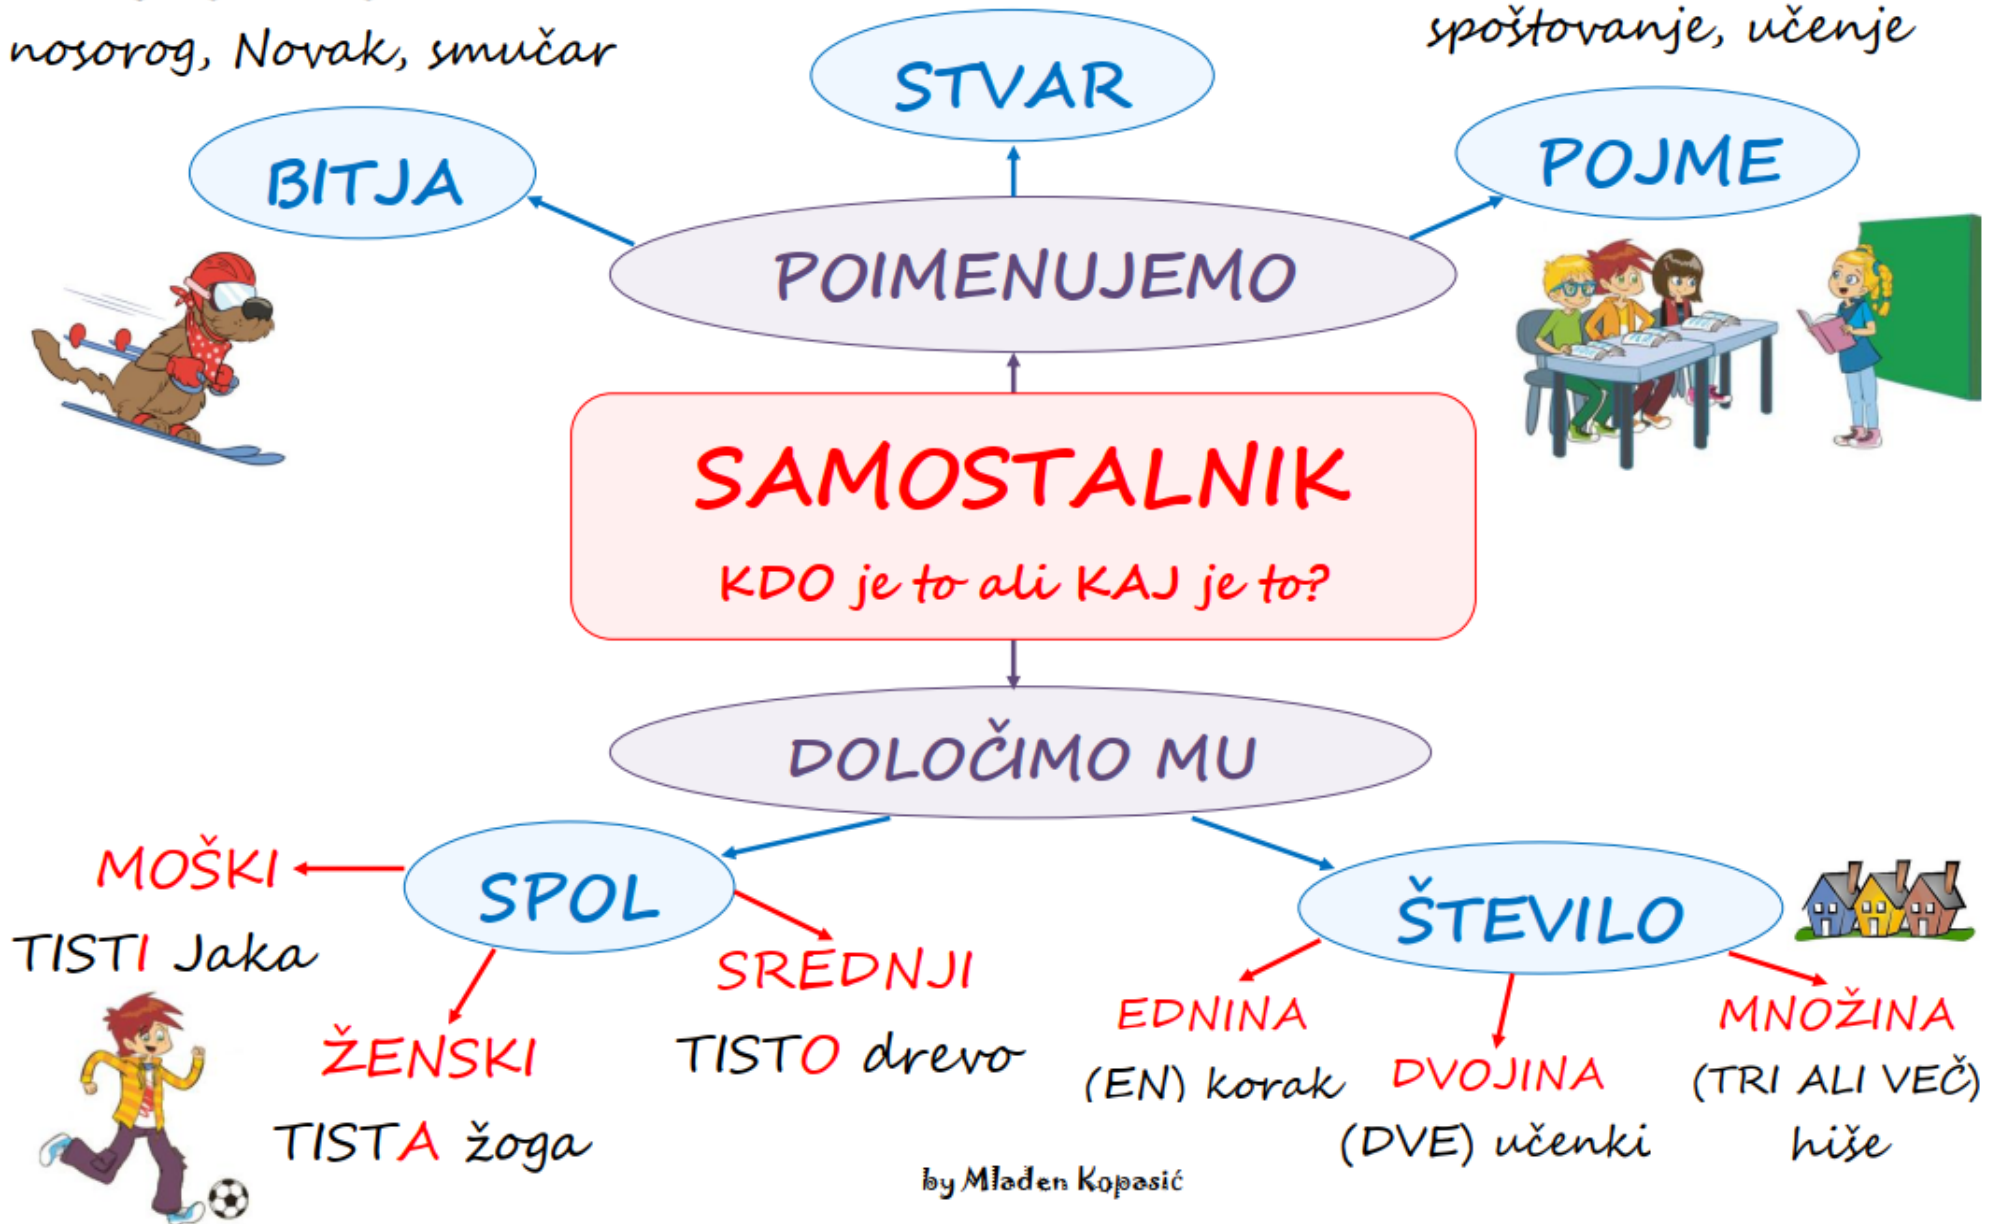 nosorog, Novak, smučar
spoštovanje, učenje
STVAR
BITJA
POJME
POIMENUJEMO
SAMOSTALNIK
KDO je to ali KAJ je to?
DOLOČIMO MU
SPOL
MOŠKI
TISTI Jaka
ŽENSKI
TISTA žoga
SREDNJI
TISTO drevo
ŠTEVILO
EDNINA
(EN) korak
DVOJINA
(DVE) učenki
MNOŽINA
(TRI ALI VEČ)
hiše
by Mladen Kopasić